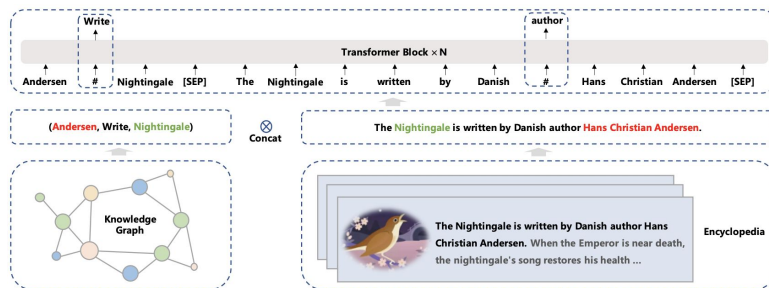 Write
author
Transformer Block × N
Andersen # Nightingale [SEP] The Nightingale is written by Danish # Hans Christian Andersen [SEP]
(Andersen, Write, Nightingale)
Concat
The Nightingale is written by Danish author Hans Christian Andersen.
Knowledge
Graph
The Nightingale is written by Danish author Hans
Christian Andersen. When the Emperor is near death,
the nightingale's song restores his health ...
Encyclopedia